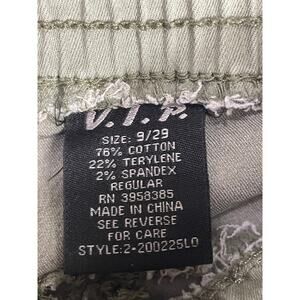 V.I.P.
SIZE: 9/29
76% COTTON
22% TERYLENE
2% SPANDEX
REGULAR
RN 3958385
MADE IN CHINA
SEE REVERSE
FOR CARE
STYLE:2-200225LO